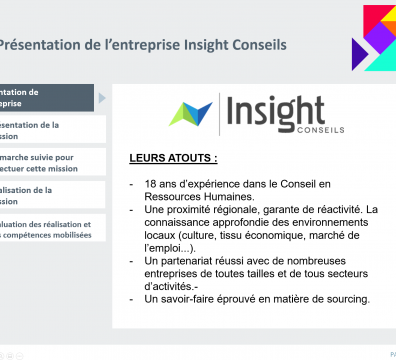 Présentation de l'entreprise Insight Conseils
ntation de
eprise
ésentation de la
ssion
marche suivie pour
ectuer cette mission
alisation de la
ssion
aluation des réalisation et
s compétences mobilisées
Insight
CONSEILS
LEURS ATOUTS :
- 18 ans d'expérience dans le Conseil en
Ressources Humaines.
- Une proximité régionale, garante de réactivité. La
connaissance approfondie des environnements
locaux (culture, tissu économique, marché de
l'emploi...).
- Un partenariat réussi avec de nombreuses
entreprises de toutes tailles et de tous secteurs
d'activités.-
- Un savoir-faire éprouvé en matière de sourcing.